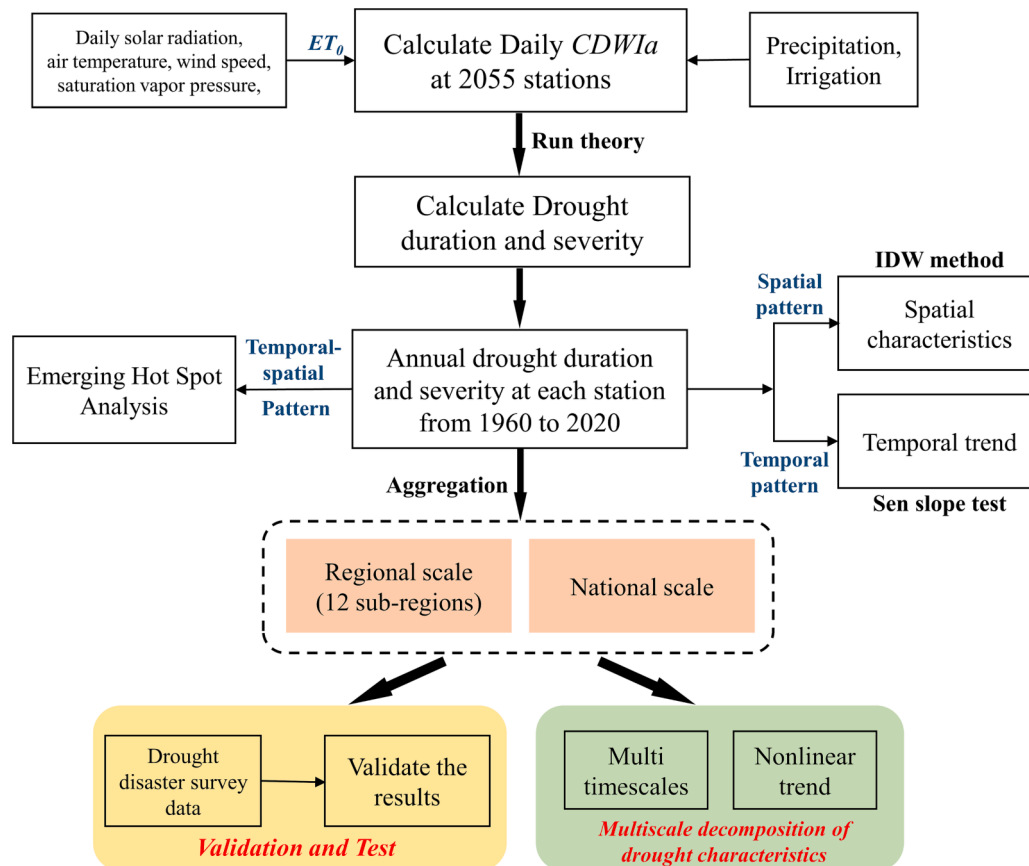 Daily solar radiation,
air temperature, wind speed,
saturation vapor pressure,
ET₀
Calculate Daily CDWIa
at 2055 stations
Precipitation,
Irrigation
Run theory
Calculate Drought
duration and severity
IDW method
Spatial
pattern
Spatial
characteristics
Emerging Hot Spot
Analysis
Temporal-
spatial
Pattern
Annual drought duration
and severity at each station
from 1960 to 2020
Temporal
pattern
Temporal trend
Sen slope test
Aggregation
Regional scale
(12 sub-regions)
National scale
Drought
disaster survey
data
Validate the
results
Validation and Test
Multi
timescales
Nonlinear
trend
Multiscale decomposition of
drought characteristics